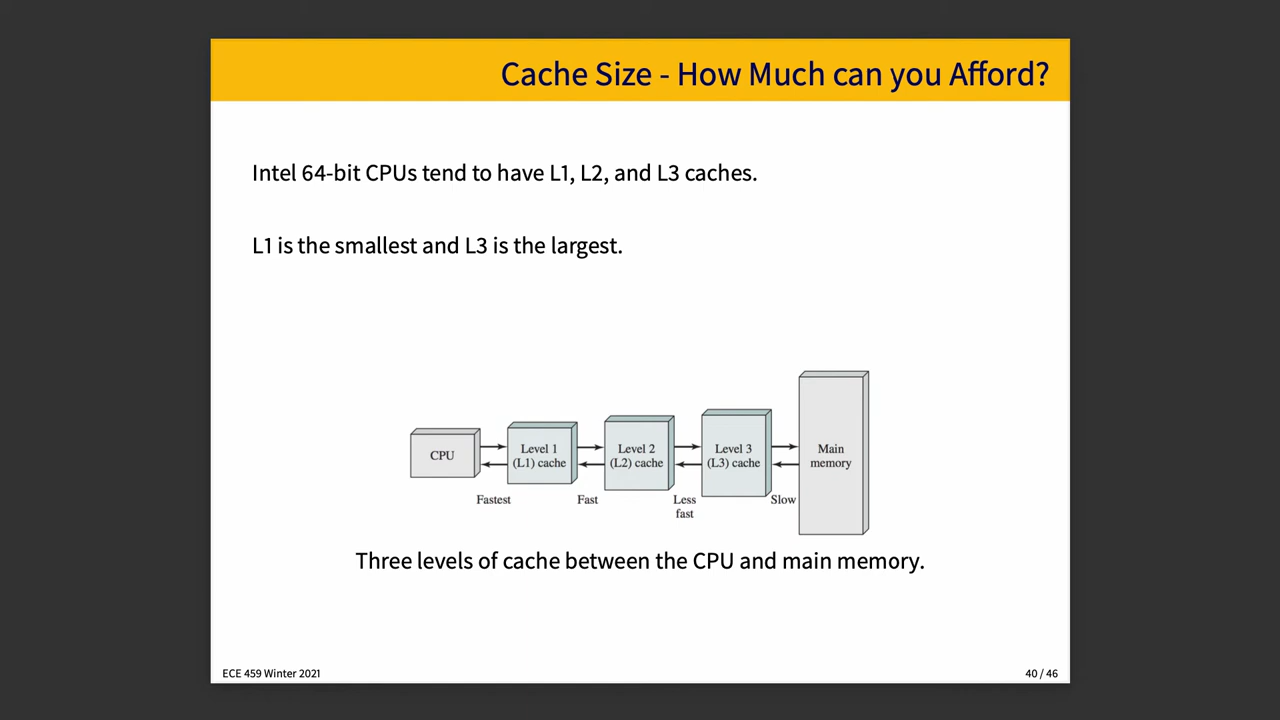 Cache Size - How Much can you Afford?
Intel 64-bit CPUs tend to have L1, L2, and L3 caches.
L1 is the smallest and L3 is the largest.
CPU
Level 1
(L1) cache
Level 2
(L2) cache
Level 3
(L3) cache
Main
memory
Fastest
Fast
Less
fast
Slow
Three levels of cache between the CPU and main memory.
ECE 459 Winter 2021
40 / 46